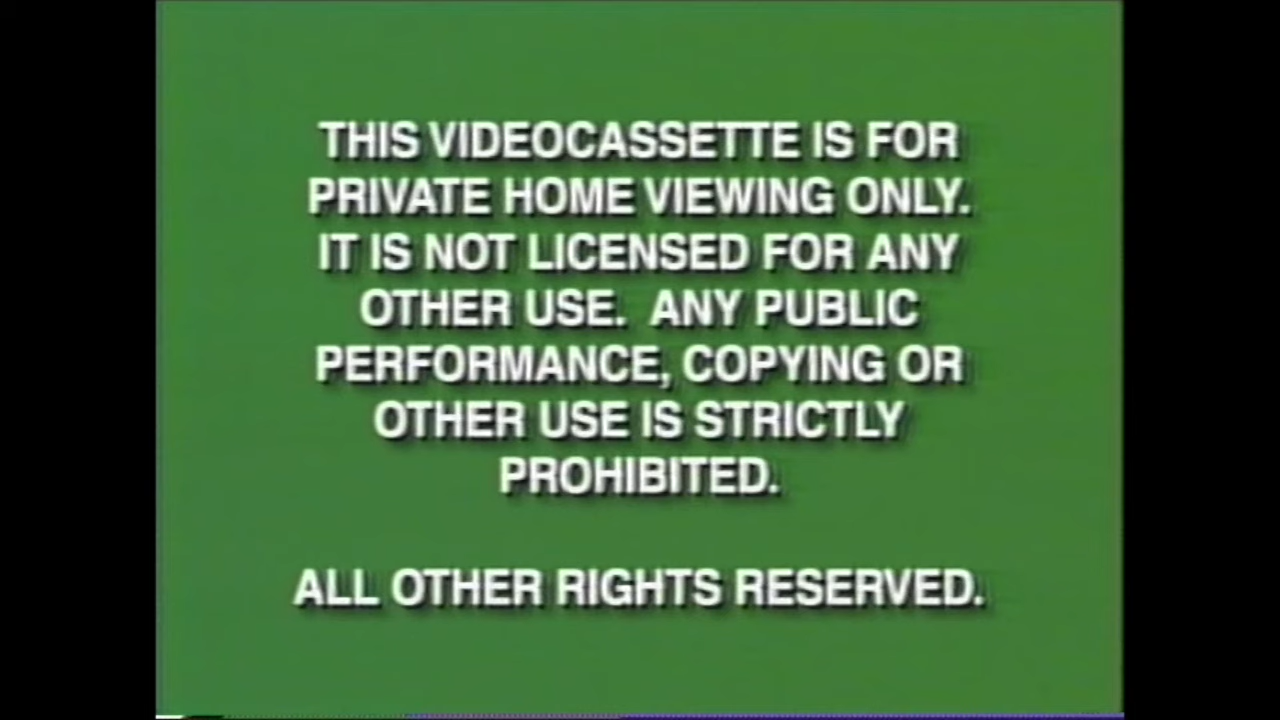 THIS VIDEOCASSETTE IS FOR
PRIVATE HOME VIEWING ONLY.
IT IS NOT LICENSED FOR ANY
OTHER USE.  ANY PUBLIC
PERFORMANCE, COPYING OR
OTHER USE IS STRICTLY
PROHIBITED.
ALL OTHER RIGHTS RESERVED.